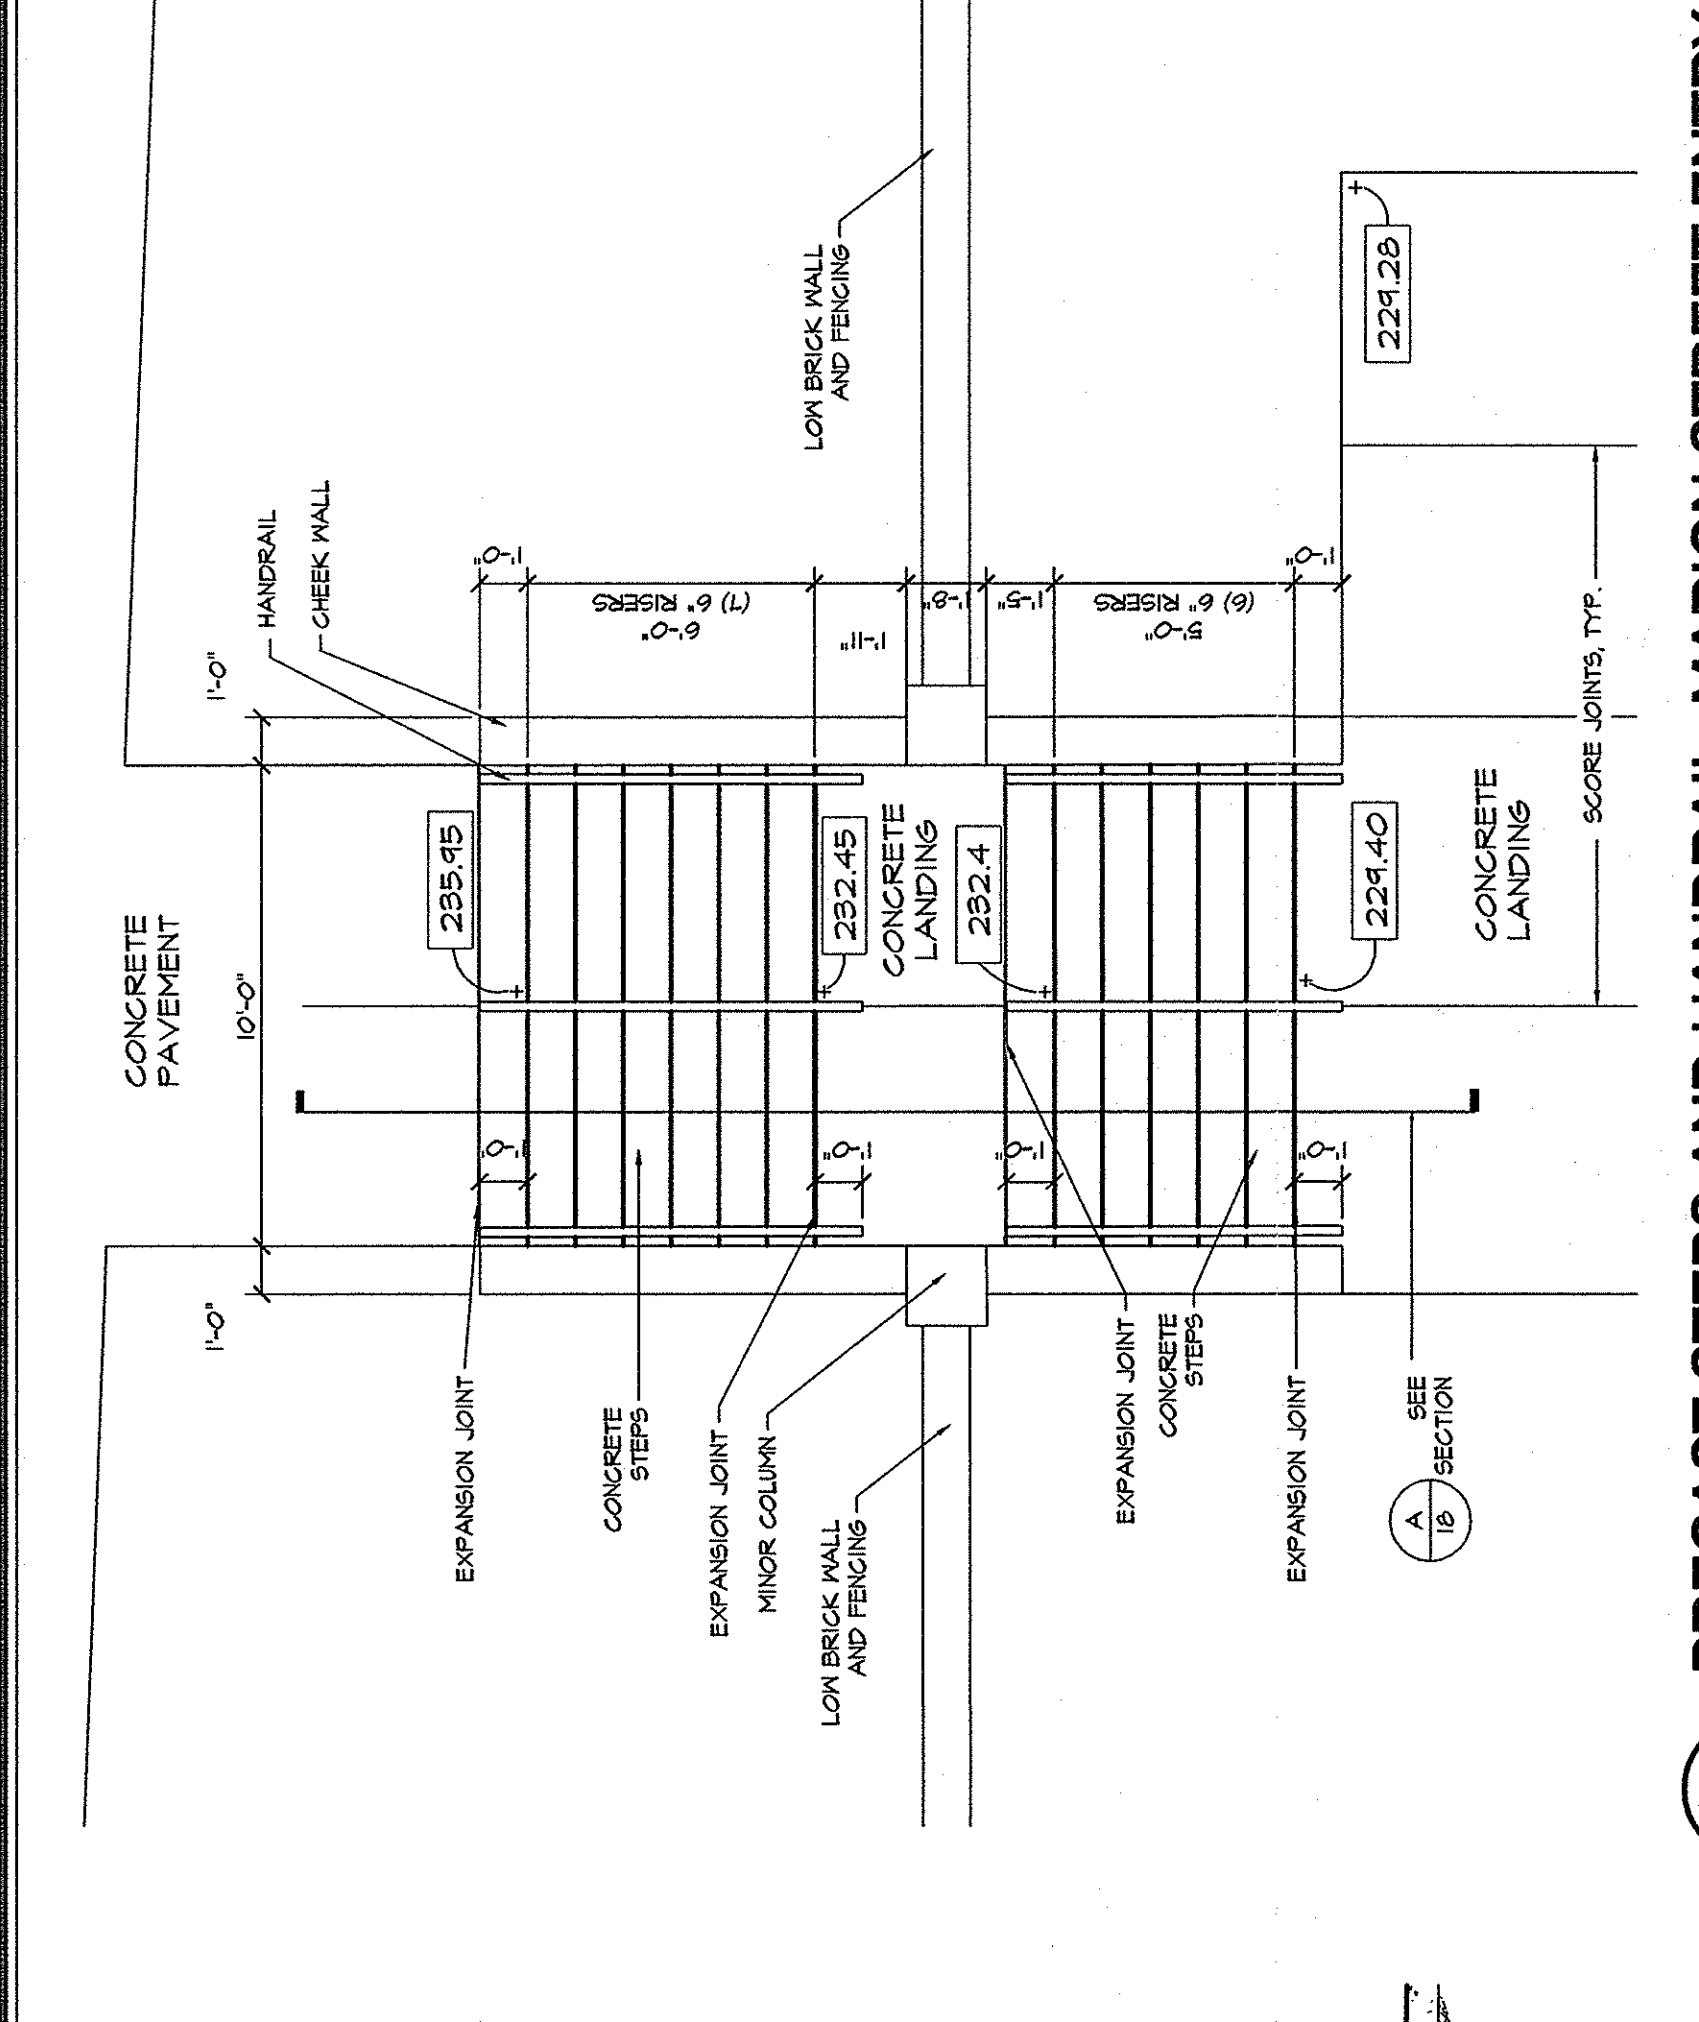 CONCRETE
PAVEMENT
1'-0"
10'-0"
1'-0"
HANDRAIL
CHEEK WALL
1'-0"
(7) 6" RISERS
6'-0"
1'-11"
1'-8"
1'-5"
(6) 6" RISERS
5'-0"
1'-0"
LOW BRICK WALL
AND FENCING
235.95
232.45
CONCRETE
LANDING
232.4
229.40
229.28
CONCRETE
LANDING
SCORE JOINTS, TYP.
1'-0"
1'-0"
1'-0"
1'-0"
EXPANSION JOINT
CONCRETE
STEPS
EXPANSION JOINT
MINOR COLUMN
LOW BRICK WALL
AND FENCING
EXPANSION JOINT
CONCRETE
STEPS
EXPANSION JOINT
SEE
SECTION
A
18